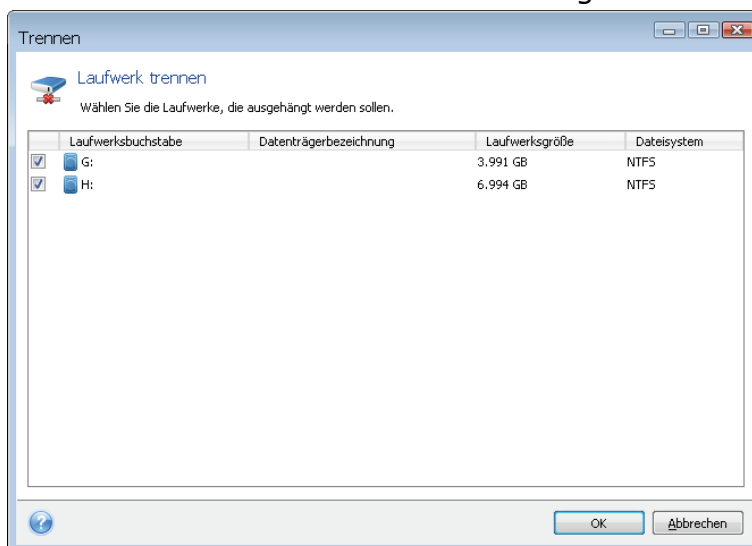 Trennen
Laufwerk trennen
Wählen Sie die Laufwerke, die ausgehängt werden sollen.
Laufwerksbuchstabe Datenträgerbezeichnung Laufwerksgröße Dateisystem
G: 3.991 GB NTFS
H: 6.994 GB NTFS
OK Abbrechen